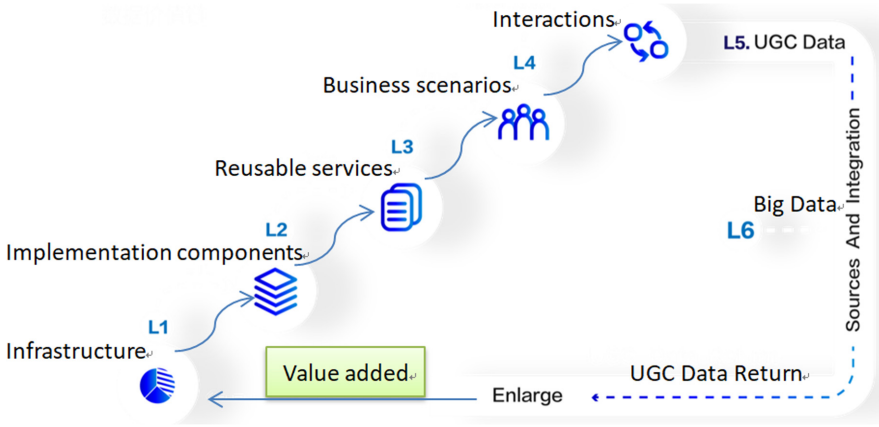 Interactions
L5. UGC Data
L4
Business scenarios
L3
Reusable services
Sources And Integration
Big Data
L6
L2
Implementation components
L1
Infrastructure
Value added
UGC Data Return
Enlarge